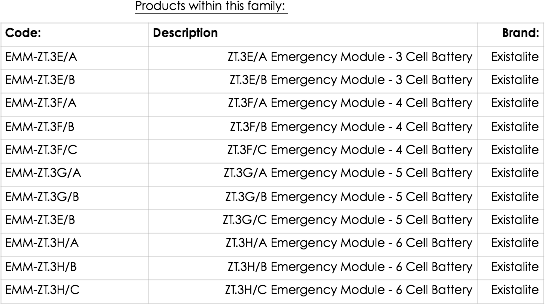 Products within this family:
Code: Description Brand:
EMM-ZT.3E/A ZT.3E/A Emergency Module - 3 Cell Battery Existalite
EMM-ZT.3E/B ZT.3E/B Emergency Module - 3 Cell Battery Existalite
EMM-ZT.3F/A ZT.3F/A Emergency Module - 4 Cell Battery Existalite
EMM-ZT.3F/B ZT.3F/B Emergency Module - 4 Cell Battery Existalite
EMM-ZT.3F/C ZT.3F/C Emergency Module - 4 Cell Battery Existalite
EMM-ZT.3G/A ZT.3G/A Emergency Module - 5 Cell Battery Existalite
EMM-ZT.3G/B ZT.3G/B Emergency Module - 5 Cell Battery Existalite
EMM-ZT.3E/B ZT.3G/C Emergency Module - 5 Cell Battery Existalite
EMM-ZT.3H/A ZT.3H/A Emergency Module - 6 Cell Battery Existalite
EMM-ZT.3H/B ZT.3H/B Emergency Module - 6 Cell Battery Existalite
EMM-ZT.3H/C ZT.3H/C Emergency Module - 6 Cell Battery Existalite